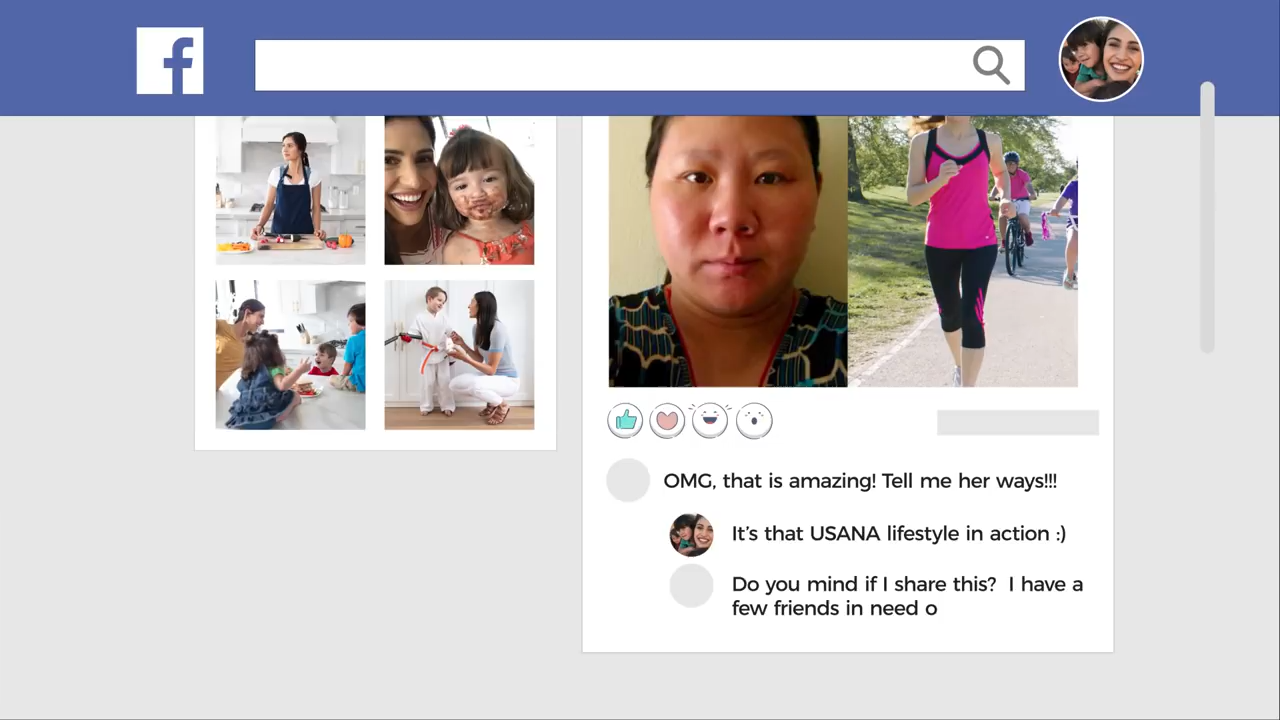 f
OMG, that is amazing! Tell me her ways!!!
It's that USANA lifestyle in action :)
Do you mind if I share this?  I have a
few friends in need o